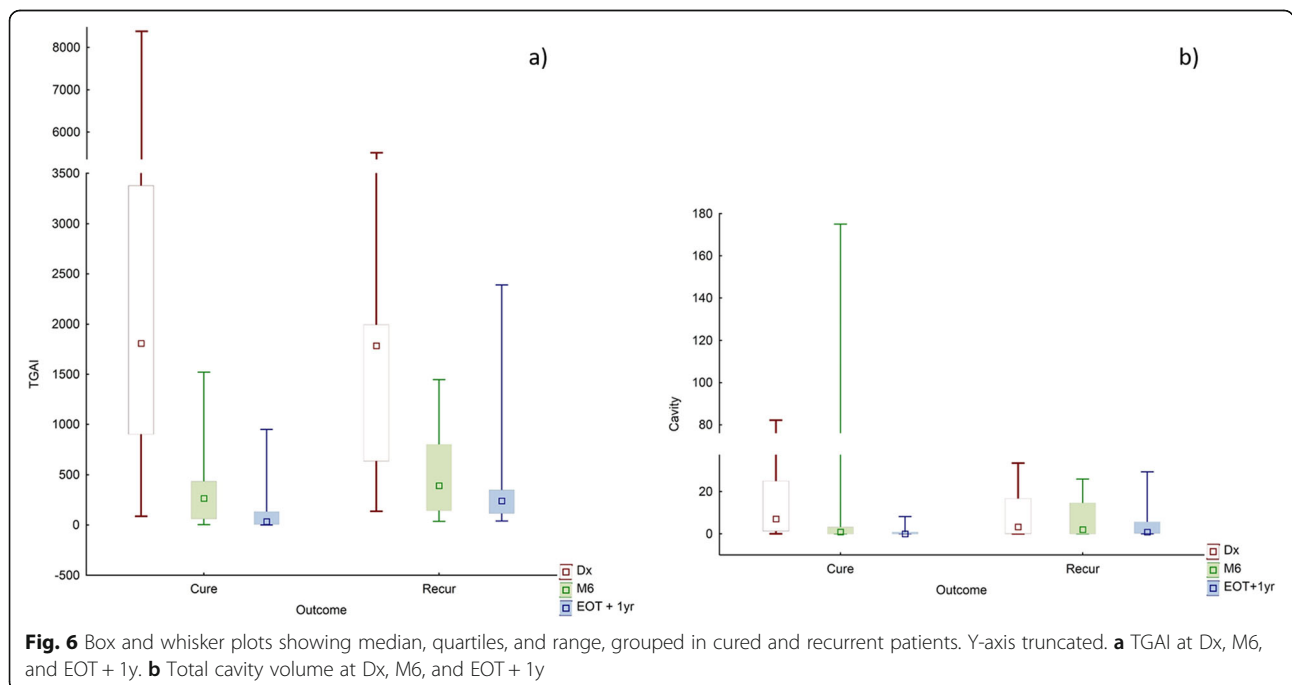 a)
8000
7000
6000
3500
3000
2500
2000
1500
1000
500
0
-500
TGAI
Cure
Recur
Outcome
Dx
M6
EOT + 1yr
b)
180
160
140
120
100
80
20
0
Cavity
Cure
Recur
Outcome
Dx
M6
EOT+1yr
Fig. 6 Box and whisker plots showing median, quartiles, and range, grouped in cured and recurrent patients. Y-axis truncated. a TGAI at Dx, M6,
and EOT + 1y. b Total cavity volume at Dx, M6, and EOT + 1y